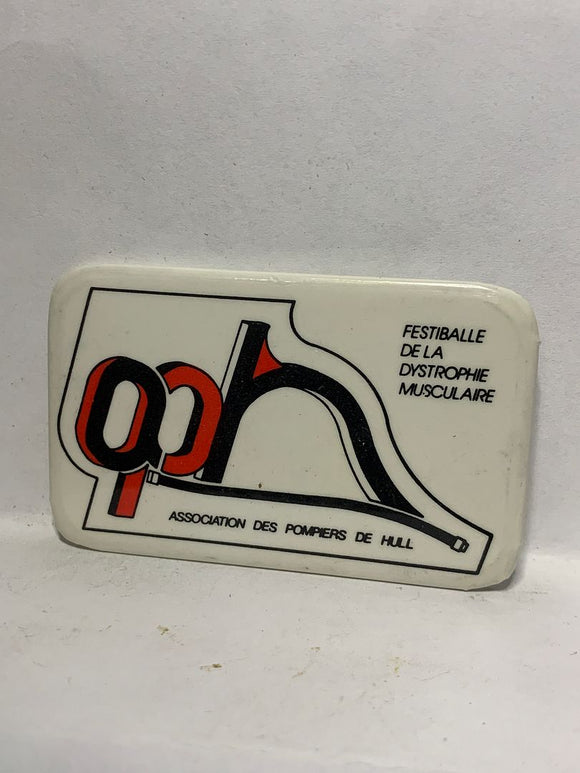 FESTIBALLE
DE LA
DYSTROPHIE
MUSCULAIRE
aph
ASSOCIATION DES POMPIERS DE HULL